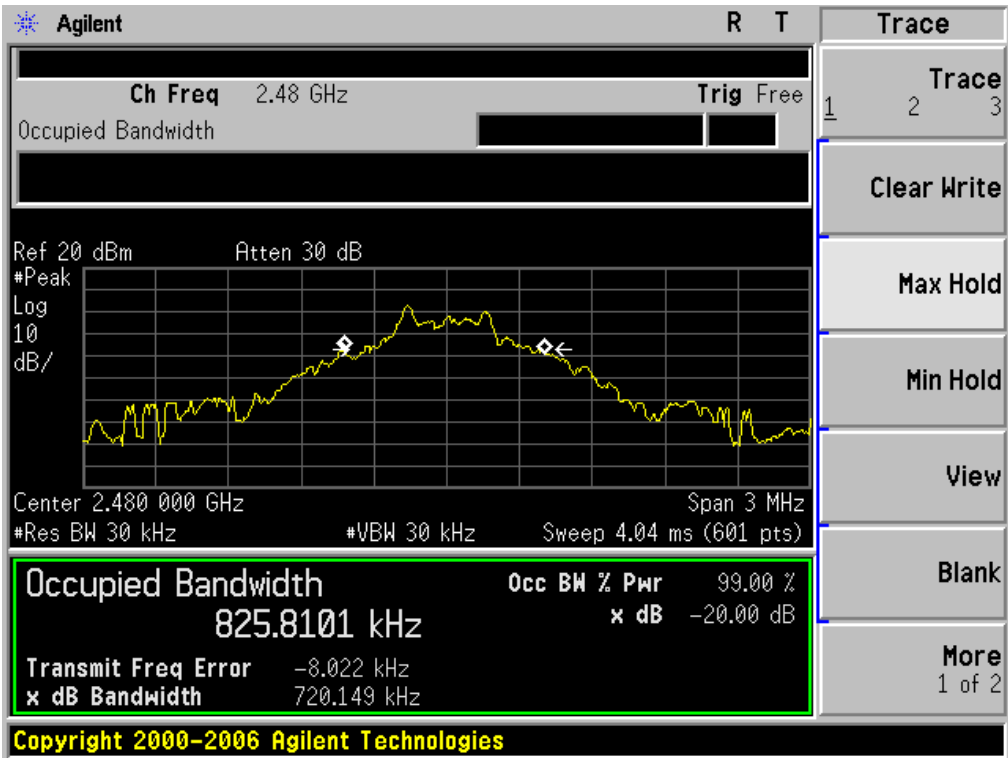 Agilent R T
Trace
Ch Freq 2.48 GHz Trig Free
Occupied Bandwidth
Trace
1 2 3
Clear Write
Max Hold
Min Hold
View
Blank
More
1 of 2
Ref 20 dBm Atten 30 dB
#Peak
Log
10
dB/
Center 2.480 000 GHz Span 3 MHz
#Res BW 30 kHz #VBW 30 kHz Sweep 4.04 ms (601 pts)
Occupied Bandwidth Occ BW % Pwr 99.00 %
825.8101 kHz x dB -20.00 dB
Transmit Freq Error -8.022 kHz
x dB Bandwidth 720.149 kHz
Copyright 2000-2006 Agilent Technologies